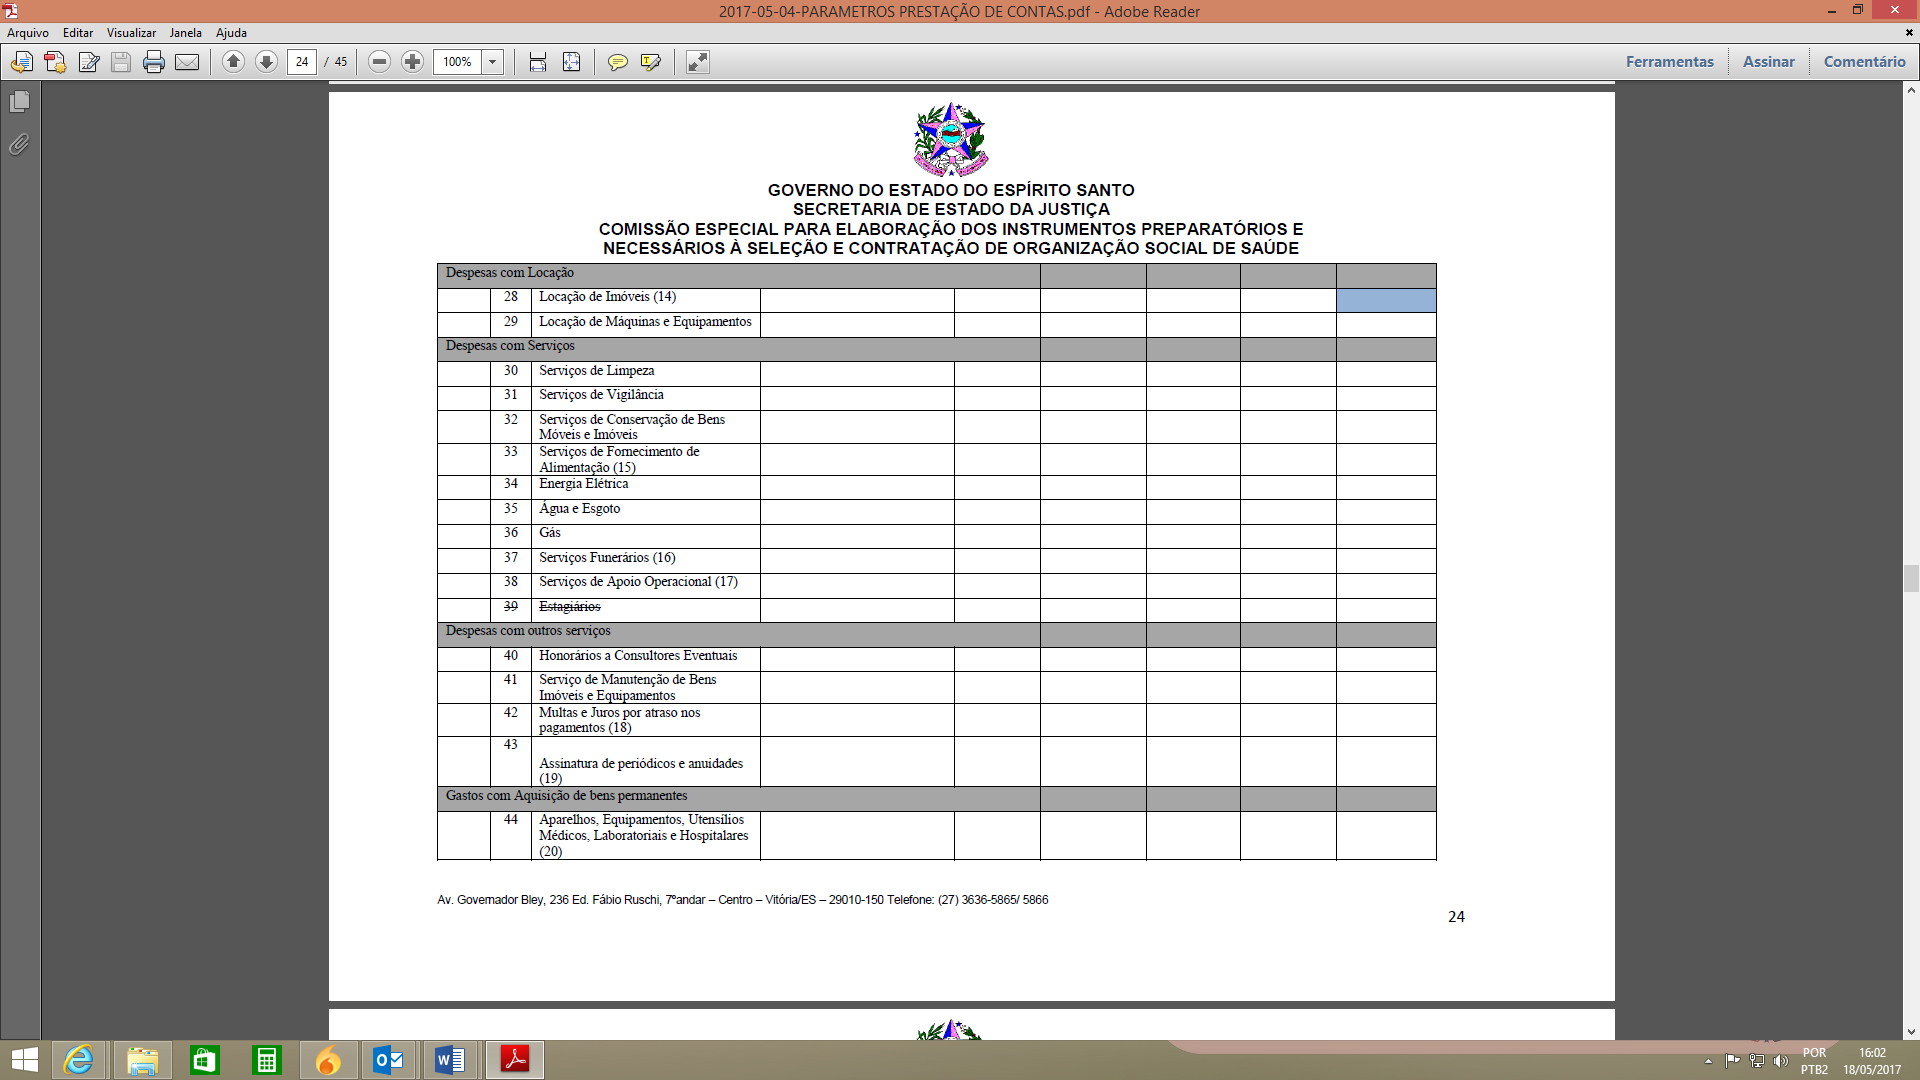 2017-05-04-PARAMETROS PRESTAÇÃO DE CONTAS.pdf - Adobe Reader
Arquivo Editar Visualizar Janela Ajuda
24 / 45 100% Ferramentas Assinar Comentário
GOVERNO DO ESTADO DO ESPÍRITO SANTO
SECRETARIA DE ESTADO DA JUSTIÇA
COMISSÃO ESPECIAL PARA ELABORAÇÃO DOS INSTRUMENTOS PREPARATÓRIOS E
NECESSÁRIOS À SELEÇÃO E CONTRATAÇÃO DE ORGANIZAÇÃO SOCIAL DE SAÚDE
Despesas com Locação
28 Locação de Imóveis (14)
29 Locação de Máquinas e Equipamentos
Despesas com Serviços
30 Serviços de Limpeza
31 Serviços de Vigilância
32 Serviços de Conservação de Bens
Móveis e Imóveis
33 Serviços de Fornecimento de
Alimentação (15)
34 Energia Elétrica
35 Água e Esgoto
36 Gás
37 Serviços Funerários (16)
38 Serviços de Apoio Operacional (17)
39 Estagiários
Despesas com outros serviços
40 Honorários a Consultores Eventuais
41 Serviço de Manutenção de Bens
Imóveis e Equipamentos
42 Multas e Juros por atraso nos
pagamentos (18)
43
Assinatura de periódicos e anuidades
(19)
Gastos com Aquisição de bens permanentes
44 Aparelhos, Equipamentos, Utensílios
Médicos, Laboratoriais e Hospitalares
(20)
Av. Governador Bley, 236 Ed. Fábio Ruschi, 7ºandar – Centro – Vitória/ES – 29010-150 Telefone: (27) 3636-5865/ 5866
24
POR 16:02
PTB2 18/05/2017